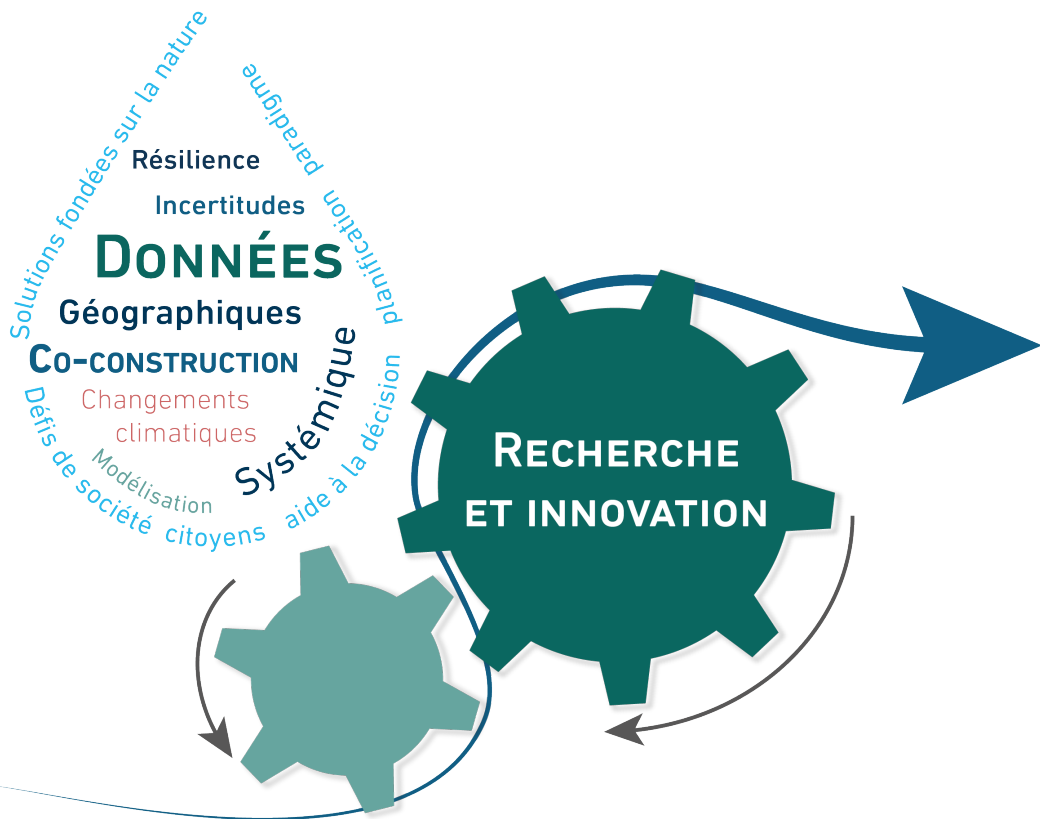 Solutions fondées sur la nature
paradigme
planification
Résilience
Incertitudes
DONNÉES
Géographiques
CO-CONSTRUCTION
Changements
climatiques
Modélisation
Systémique
Défis de société
citoyens
aide à la décision
RECHERCHE
ET INNOVATION